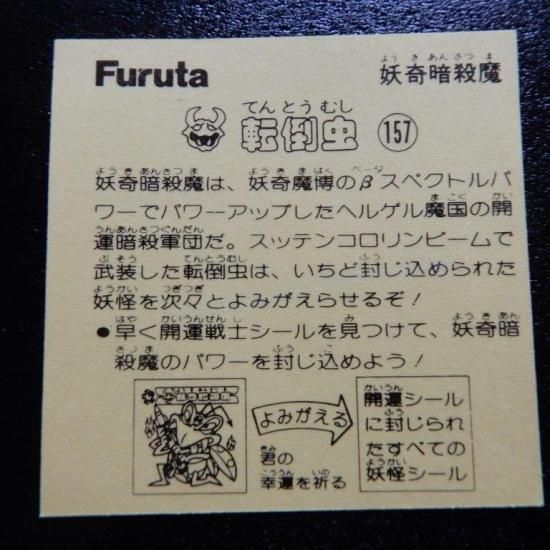 Furuta
よう き あん さつ ま
妖奇暗殺魔
てん とう むし
転倒虫 157
よう き あんさつ ま よう き ま はく ベータ
妖奇暗殺魔は、妖奇魔博のβスペクトルパ
ま こく かい
ワーでパワーアップしたヘルゲル魔国の開
うんあんさつぐんだん
運暗殺軍団だ。スッテンコロリンビームで
ぶ そう てんとうむし ふう こ
武装した転倒虫は、いちど封じ込められた
ようかい つぎつぎ
妖怪を次々とよみがえらせるぞ!
はや かいうんせん し み よう き あん
●早く開運戦士シールを見つけて、妖奇暗
さつ ま ふう こ
殺魔のパワーを封じ込めよう!
よみがえる
きみ
君の
こううん いの
幸運を祈る
かいうん
開運シール
ふう
に封じられ
たすべての
ようかい
妖怪シール